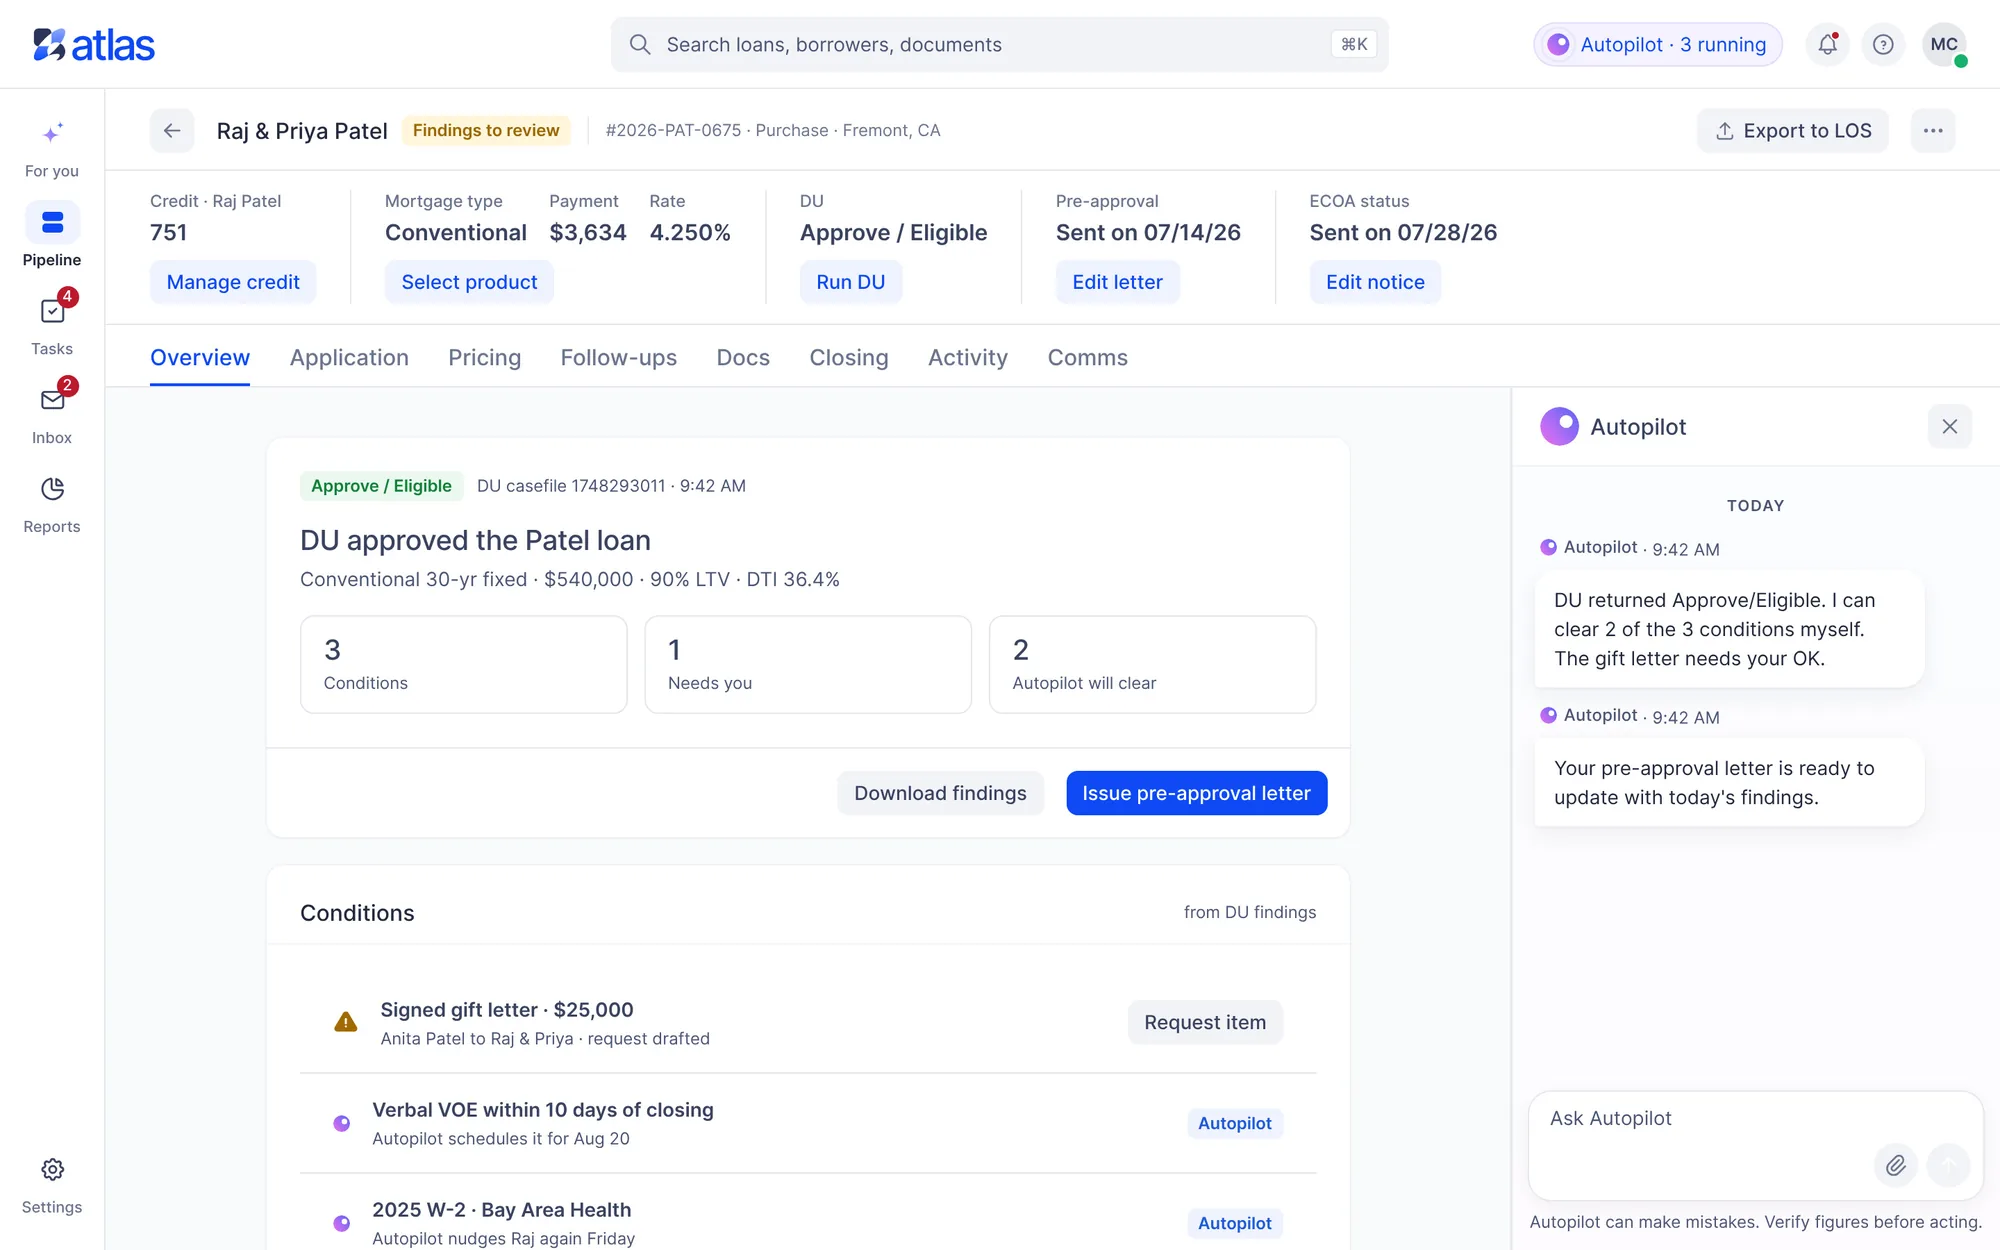 atlas
Search loans, borrowers, documents
⌘K
Autopilot · 3 running
MC
For you
Pipeline
4
Tasks
2
Inbox
Reports
Settings
Raj & Priya Patel
Findings to review
#2026-PAT-0675 · Purchase · Fremont, CA
Export to LOS
Credit · Raj Patel
751
Manage credit
Mortgage type
Conventional
Payment
$3,634
Rate
4.250%
Select product
DU
Approve / Eligible
Run DU
Pre-approval
Sent on 07/14/26
Edit letter
ECOA status
Sent on 07/28/26
Edit notice
Overview
Application
Pricing
Follow-ups
Docs
Closing
Activity
Comms
Approve / Eligible
DU casefile 1748293011 · 9:42 AM
DU approved the Patel loan
Conventional 30-yr fixed · $540,000 · 90% LTV · DTI 36.4%
3
Conditions
1
Needs you
2
Autopilot will clear
Download findings
Issue pre-approval letter
Conditions
from DU findings
Signed gift letter · $25,000
Anita Patel to Raj & Priya · request drafted
Request item
Verbal VOE within 10 days of closing
Autopilot schedules it for Aug 20
Autopilot
2025 W-2 · Bay Area Health
Autopilot nudges Raj again Friday
Autopilot
Autopilot
TODAY
Autopilot · 9:42 AM
DU returned Approve/Eligible. I can
clear 2 of the 3 conditions myself.
The gift letter needs your OK.
Autopilot · 9:42 AM
Your pre-approval letter is ready to
update with today's findings.
Ask Autopilot
Autopilot can make mistakes. Verify figures before acting.